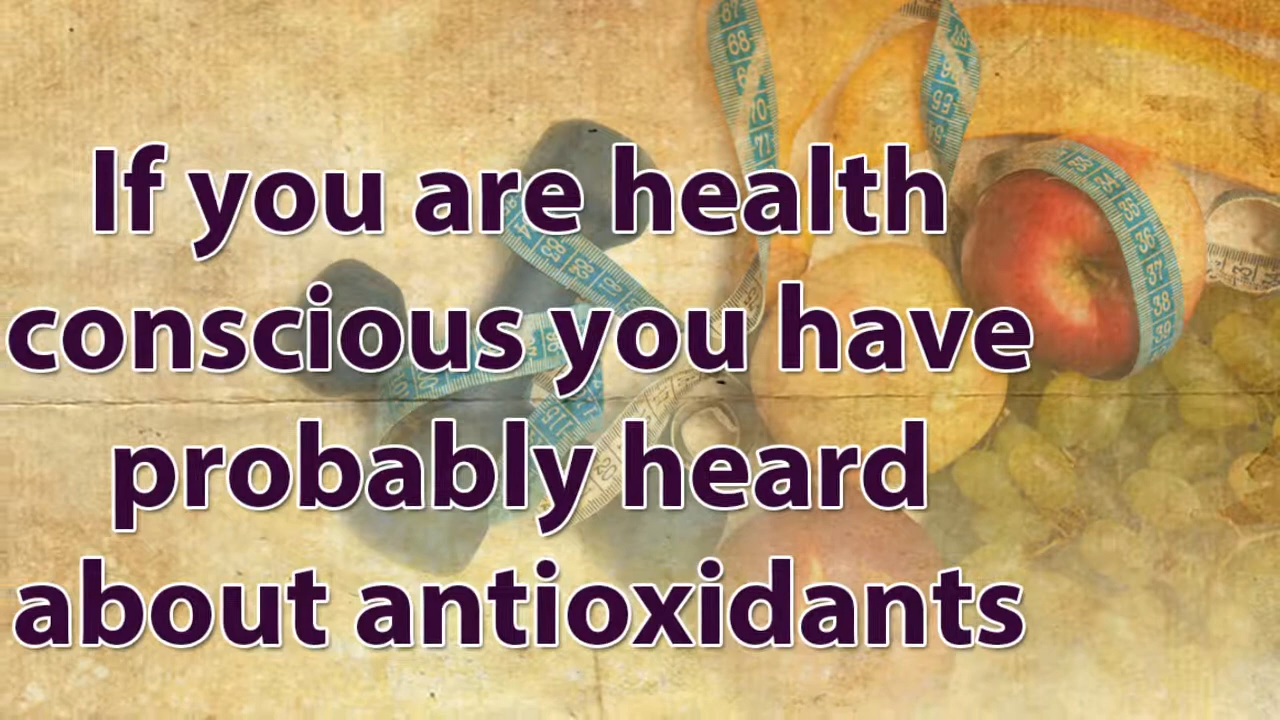 If you are health
conscious you have
probably heard
about antioxidants